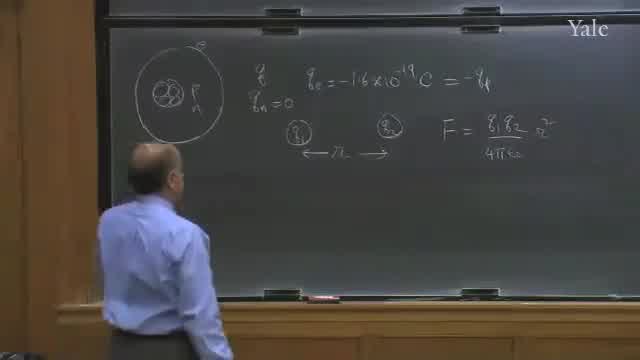 Yale
e
P
n
q
q_e = -1.6 × 10^-19 C = -q_p
q_n = 0
q_1 q_2
← r →
F = q_1 q_2 / 4πε_0 r^2